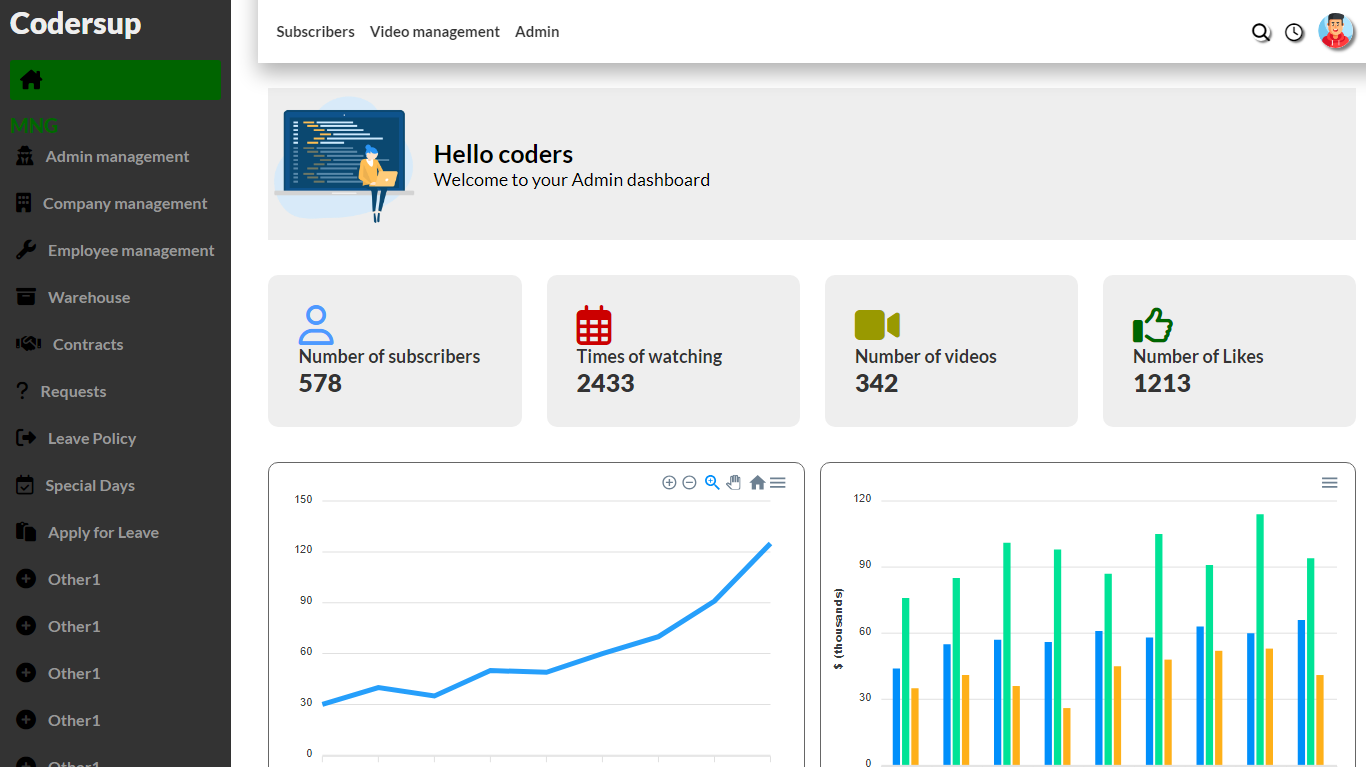 Codersup
MNG
Admin management
Company management
Employee management
Warehouse
Contracts
Requests
Leave Policy
Special Days
Apply for Leave
Other1
Other1
Other1
Other1
Other1
Subscribers Video management Admin
Hello coders
Welcome to your Admin dashboard
Number of subscribers
578
Times of watching
2433
Number of videos
342
Number of Likes
1213
150
120
90
60
30
0
120
90
60
30
0
$ (thousands)